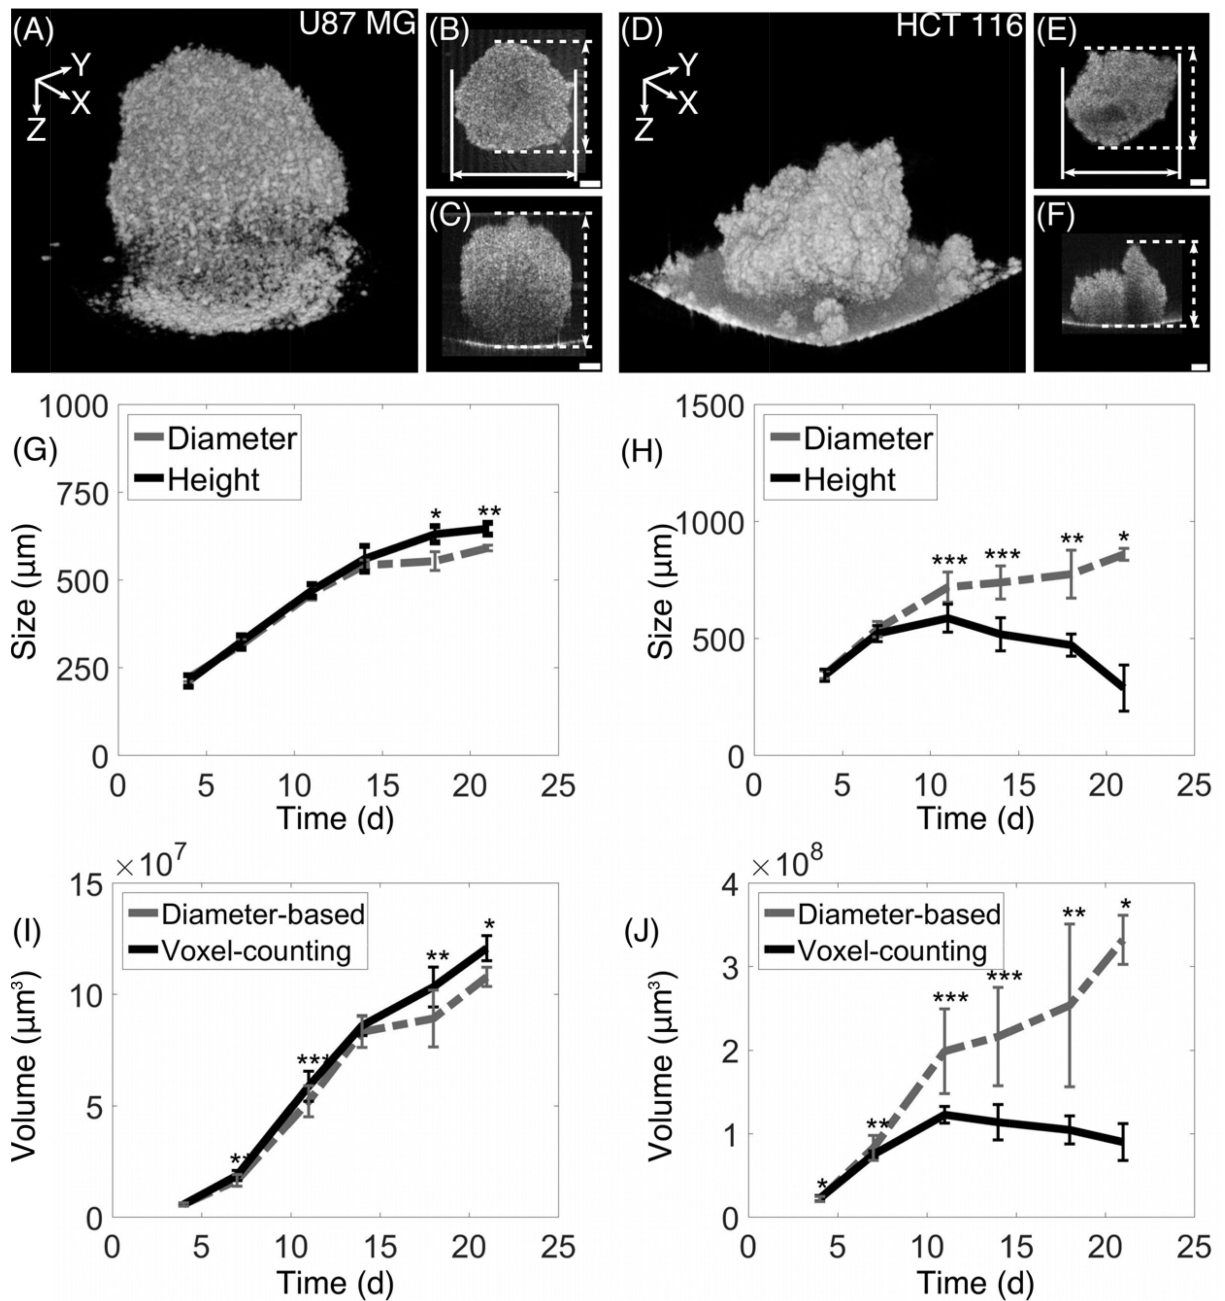 (A) U87 MG
Y
X
Z
(B)
(C)
(D) HCT 116
Y
X
Z
(E)
(F)
(G)
1000
750
500
250
0
Size (µm)
Diameter
Height
* **
0 5 10 15 20 25
Time (d)
(H)
1500
1000
500
0
Size (µm)
Diameter
Height
*** *** ** *
0 5 10 15 20 25
Time (d)
(I)
×10⁷
15
10
5
0
Volume (µm³)
Diameter-based
Voxel-counting
** *** ** *
0 5 10 15 20 25
Time (d)
(J)
×10⁸
4
3
2
1
0
Volume (µm³)
Diameter-based
Voxel-counting
* ** *** *** ** *
0 5 10 15 20 25
Time (d)